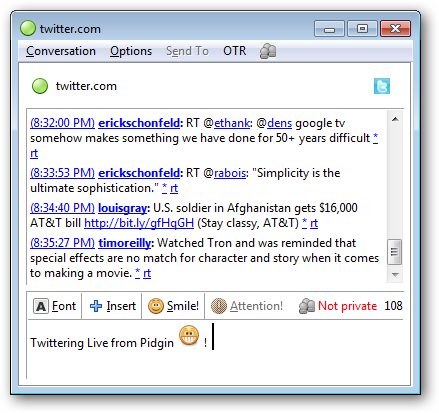 twitter.com
Conversation Options Send To OTR
twitter.com
(8:32:00 PM) erickschonfeld: RT @ethank: @dens google tv
somehow makes something we have done for 50+ years difficult *
rt
(8:33:53 PM) erickschonfeld: RT @rabois: "Simplicity is the
ultimate sophistication." * rt
(8:34:40 PM) louisgray: U.S. soldier in Afghanistan gets $16,000
AT&T bill http://bit.ly/gfHqGH (Stay classy, AT&T) * rt
(8:35:27 PM) timoreilly: Watched Tron and was reminded that
special effects are no match for character and story when it comes
to making a movie. * rt
A Font Insert Smile! Attention! Not private 108
Twittering Live from Pidgin !